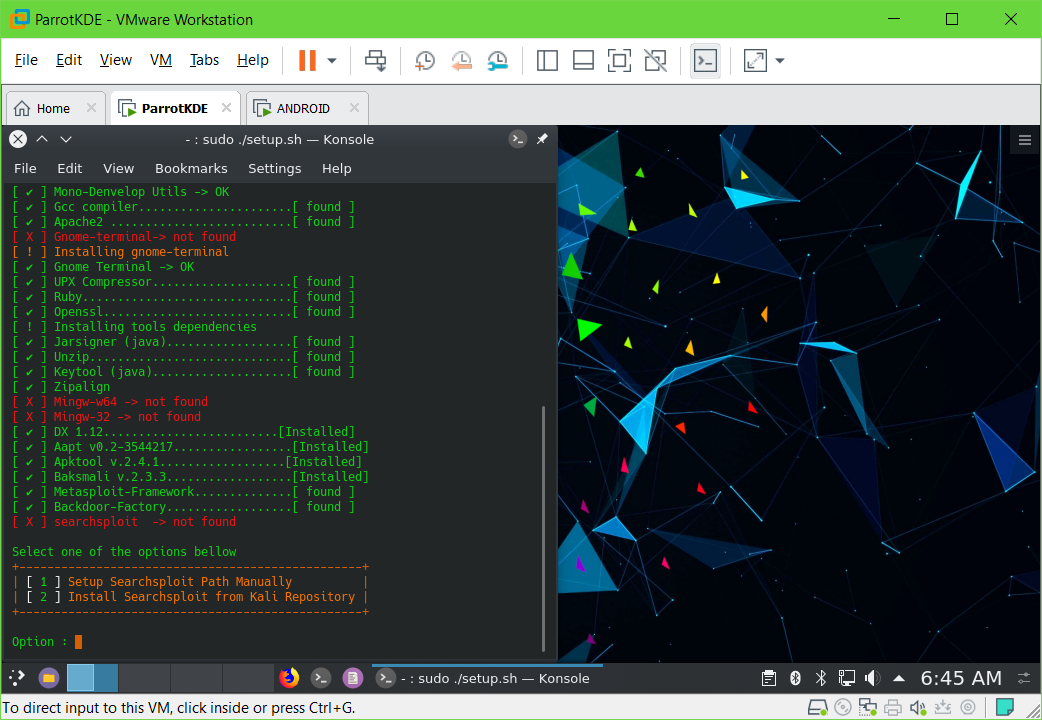 ParrotKDE - VMware Workstation
File Edit View VM Tabs Help
Home ParrotKDE ANDROID
- : sudo ./setup.sh — Konsole
File Edit View Bookmarks Settings Help
[ ✔ ] Mono-Denvelop Utils -> OK
[ ✔ ] Gcc compiler......................[ found ]
[ ✔ ] Apache2 ..........................[ found ]
[ X ] Gnome-terminal-> not found
[ ! ] Installing gnome-terminal
[ ✔ ] Gnome Terminal -> OK
[ ✔ ] UPX Compressor....................[ found ]
[ ✔ ] Ruby..............................[ found ]
[ ✔ ] Openssl...........................[ found ]
[ ! ] Installing tools dependencies
[ ✔ ] Jarsigner (java)..................[ found ]
[ ✔ ] Unzip.............................[ found ]
[ ✔ ] Keytool (java)....................[ found ]
[ ✔ ] Zipalign
[ X ] Mingw-w64 -> not found
[ X ] Mingw-32 -> not found
[ ✔ ] DX 1.12.........................[Installed]
[ ✔ ] Aapt v0.2-3544217.................[Installed]
[ ✔ ] Apktool v.2.4.1..................[Installed]
[ ✔ ] Baksmali v.2.3.3..................[Installed]
[ ✔ ] Metasploit-Framework..............[ found ]
[ ✔ ] Backdoor-Factory..................[ found ]
[ X ] searchsploit  -> not found
Select one of the options bellow
+-------------------------------------------------+
| [ 1 ] Setup Searchsploit Path Manually          |
| [ 2 ] Install Searchsploit from Kali Repository |
+-------------------------------------------------+
Option :
- : sudo ./setup.sh — Konsole 6:45 AM
To direct input to this VM, click inside or press Ctrl+G.